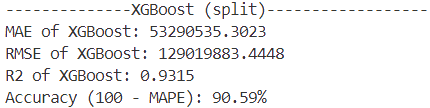 --------------XGBoost (split)------------------
MAE of XGBoost: 53290535.3023
RMSE of XGBoost: 129019883.4448
R2 of XGBoost: 0.9315
Accuracy (100 - MAPE): 90.59%